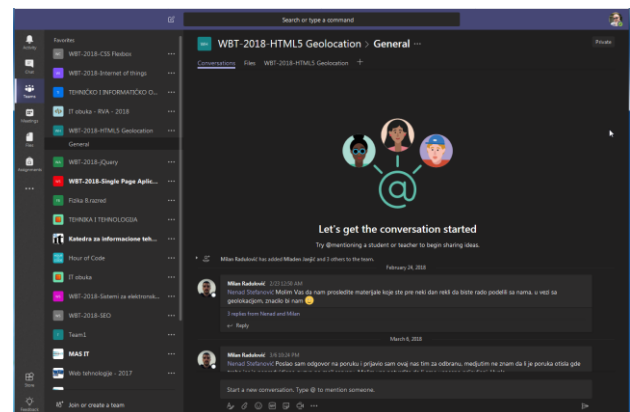 Search or type a command
Activity
Chat
Teams
Meetings
Files
Assignments
Store
Feedback
Favorites
WBT-2018-CSS Flexbox
WBT-2018-Internet of things
TEHNIČKO I INFORMATIČKO O...
IT obuka - RVA - 2018
WBT-2018-HTML5 Geolocation
General
WBT-2018-jQuery
WBT-2018-Single Page Aplic...
Fizika 8.razred
TEHNIKA I TEHNOLOGIJA
Katedra za informacione teh...
Hour of Code
IT obuka
WBT-2018-Sistemi za elektronsk...
WBT-2018-SEO
Team1
MAS IT
Web tehnologije - 2017
Join or create a team
WBT-2018-HTML5 Geolocation > General ...
Private
Conversations Files WBT-2018-HTML5 Geolocation +
Let's get the conversation started
Try @mentioning a student or teacher to begin sharing ideas.
Milan Radulović has added Mladen Janjić and 3 others to the team.
February 24, 2018
Milan Radulović 2/23 12:50 AM
Nenad Stefanović Molim Vas da nam prosledite materijale koje ste pre neki dan rekli da biste rado podelili sa nama, u vezi sa
geolokacijom, znacilo bi nam
3 replies from Nenad and Milan
Reply
March 6, 2018
Milan Radulović 3/6 10:26 PM
Nenad Stefanović Poslao sam odgovor na poruku i prijavio sam ovaj nas tim za odbranu, medjutim ne znam da li je poruka otisla gde
Start a new conversation. Type @ to mention someone.